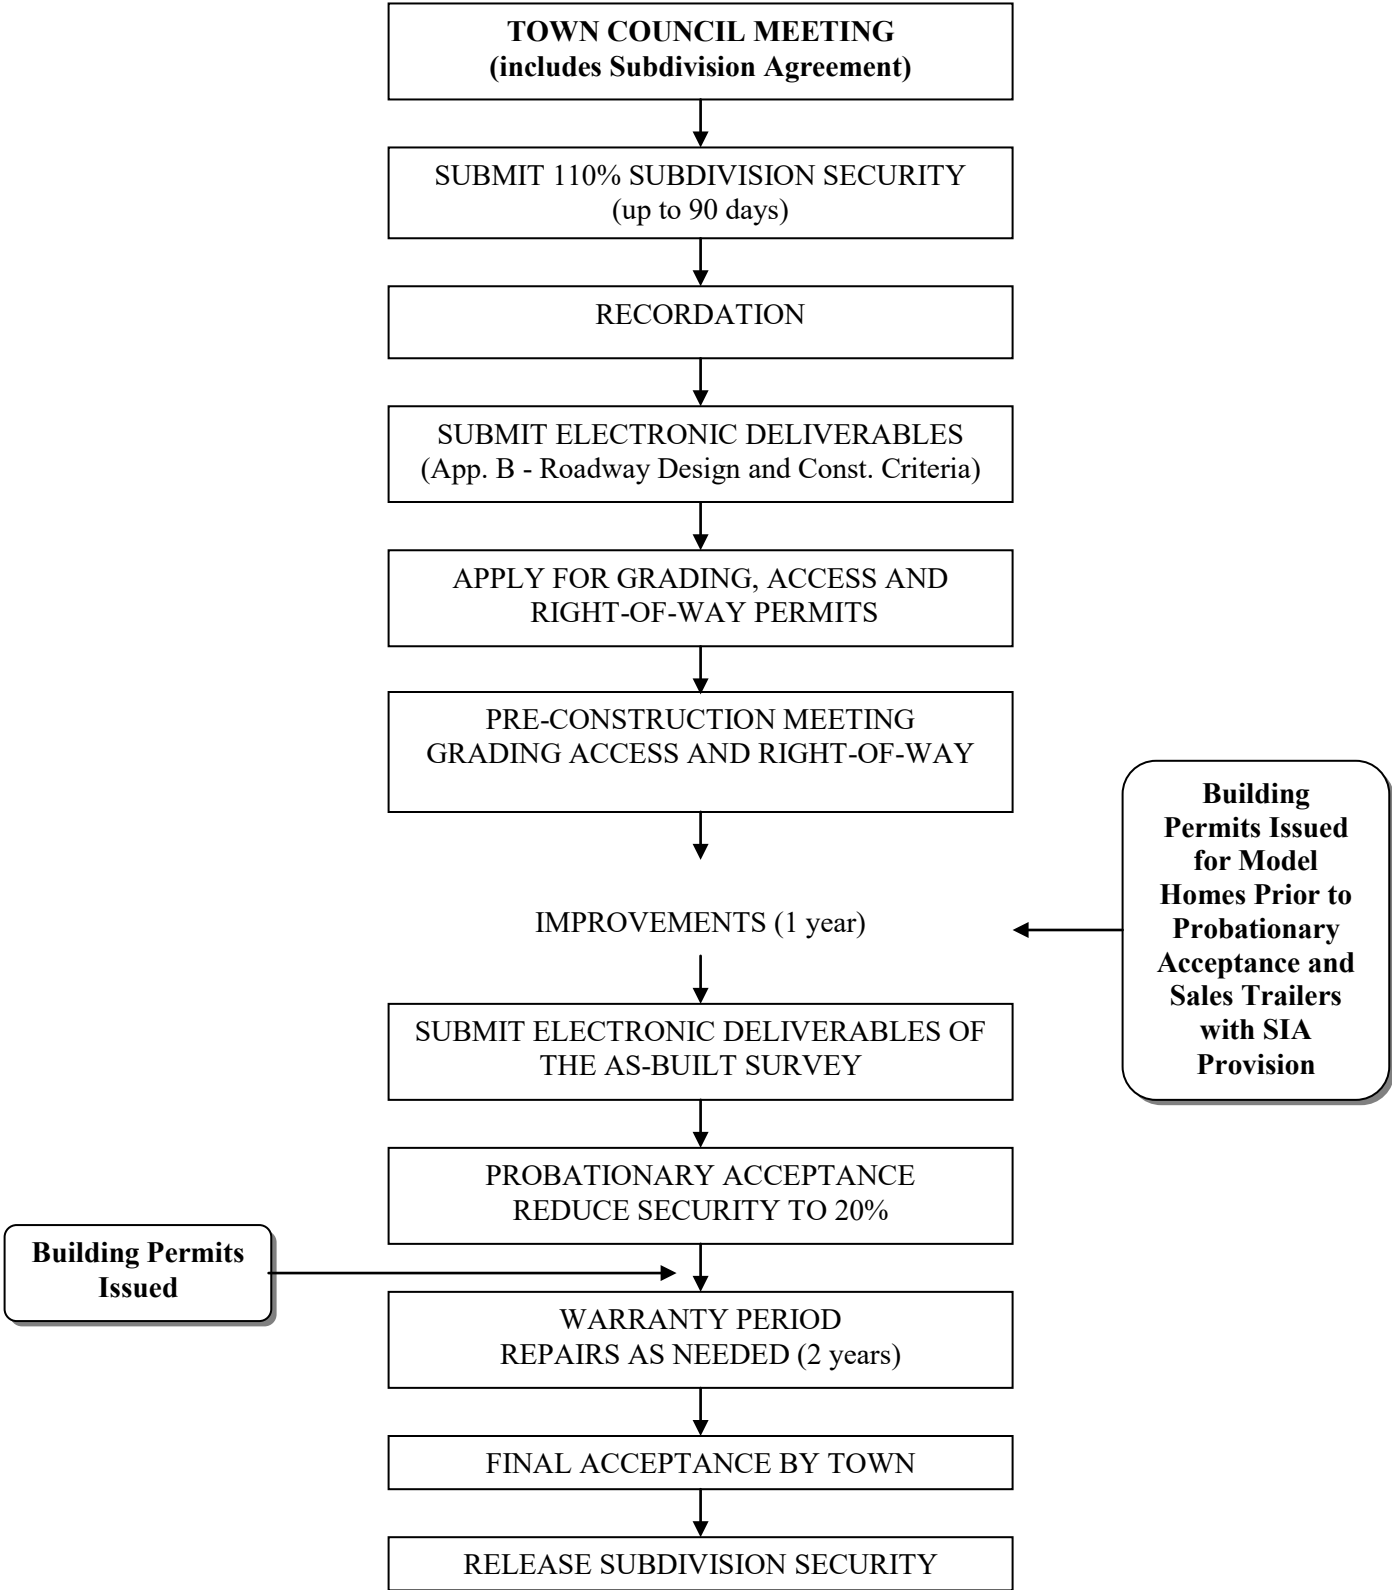 TOWN COUNCIL MEETING
(includes Subdivision Agreement)
SUBMIT 110% SUBDIVISION SECURITY
(up to 90 days)
RECORDATION
SUBMIT ELECTRONIC DELIVERABLES
(App. B - Roadway Design and Const. Criteria)
APPLY FOR GRADING, ACCESS AND
RIGHT-OF-WAY PERMITS
PRE-CONSTRUCTION MEETING
GRADING ACCESS AND RIGHT-OF-WAY
Building
Permits Issued
for Model
Homes Prior to
Probationary
Acceptance and
Sales Trailers
with SIA
Provision
IMPROVEMENTS (1 year)
SUBMIT ELECTRONIC DELIVERABLES OF
THE AS-BUILT SURVEY
PROBATIONARY ACCEPTANCE
REDUCE SECURITY TO 20%
Building Permits
Issued
WARRANTY PERIOD
REPAIRS AS NEEDED (2 years)
FINAL ACCEPTANCE BY TOWN
RELEASE SUBDIVISION SECURITY